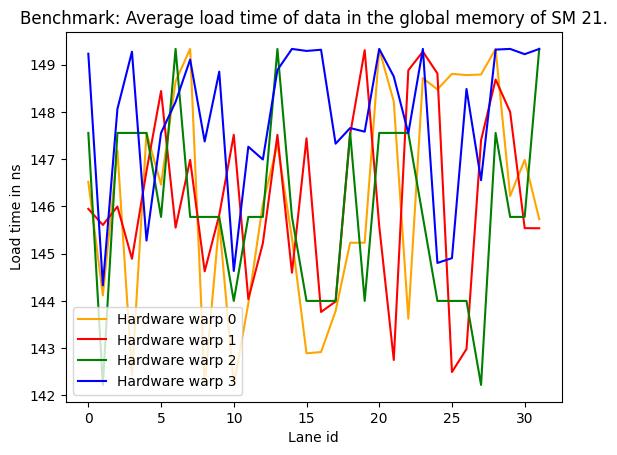 Benchmark: Average load time of data in the global memory of SM 21.
149
148
147
146
145
144
143
142
Load time in ns
Hardware warp 0
Hardware warp 1
Hardware warp 2
Hardware warp 3
0 5 10 15 20 25 30
Lane id